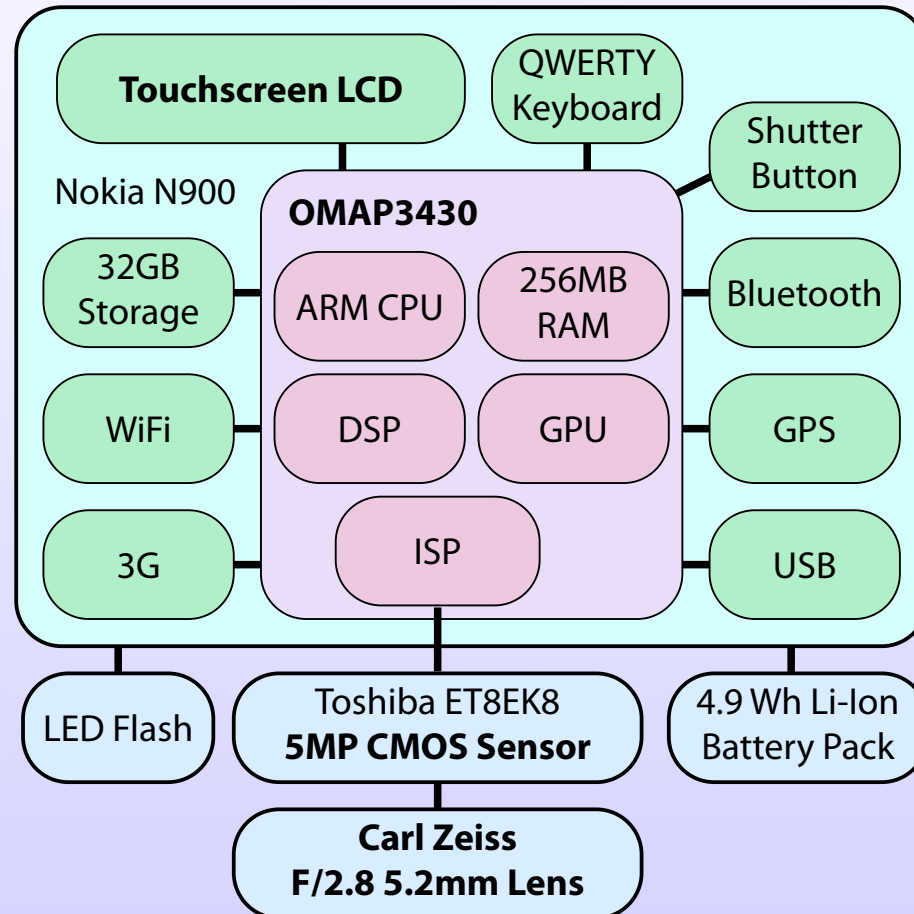 Touchscreen LCD
QWERTY
Keyboard
Shutter
Button
Nokia N900
OMAP3430
32GB
Storage
ARM CPU
256MB
RAM
Bluetooth
WiFi
DSP
GPU
GPS
3G
ISP
USB
LED Flash
Toshiba ET8EK8
5MP CMOS Sensor
4.9 Wh Li-Ion
Battery Pack
Carl Zeiss
F/2.8 5.2mm Lens